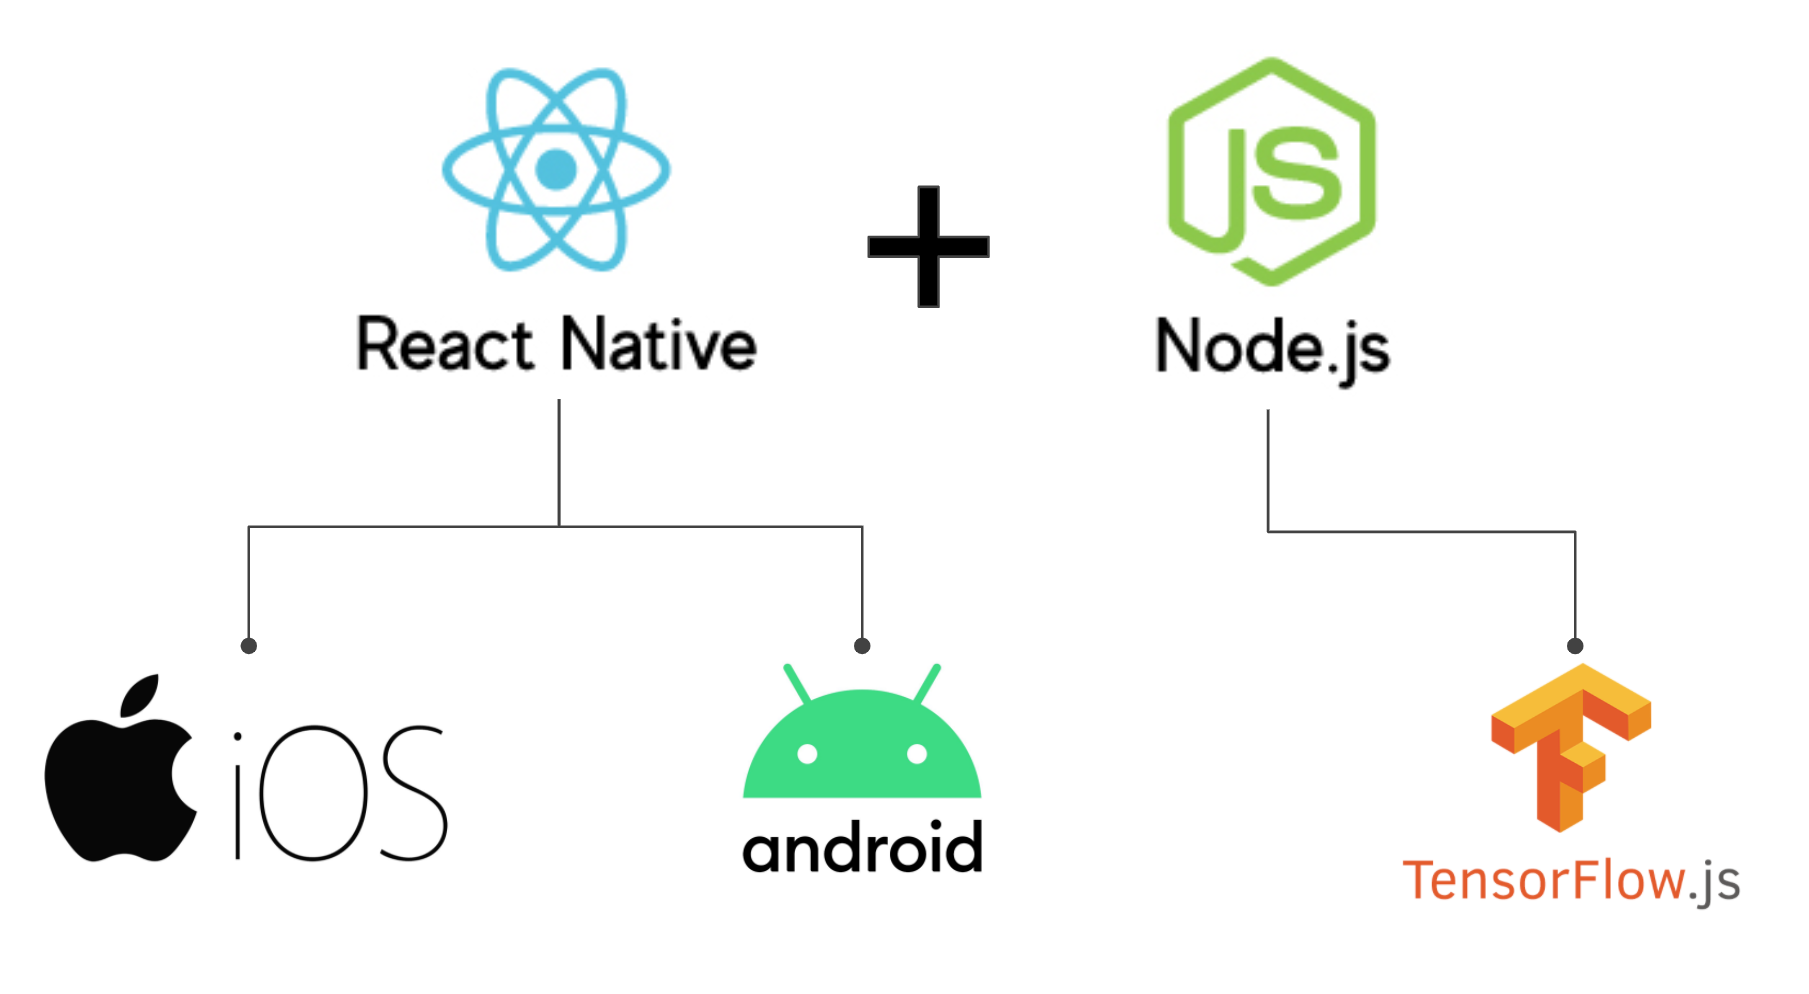 JS
React Native
Node.js
iOS
android
TensorFlow.js